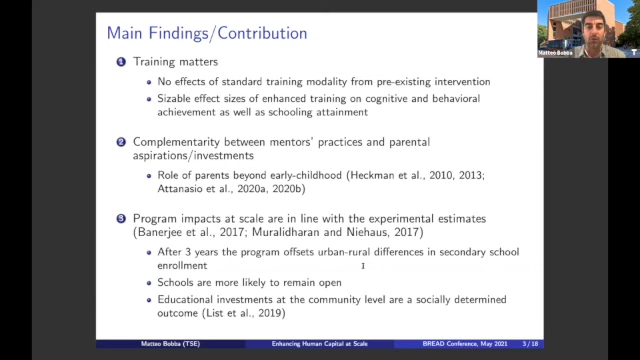 Main Findings/Contribution
1 Training matters
No effects of standard training modality from pre-existing intervention
Sizable effect sizes of enhanced training on cognitive and behavioral
achievement as well as schooling attainment
2 Complementarity between mentors' practices and parental
aspirations/investments
Role of parents beyond early-childhood (Heckman et al., 2010, 2013;
Attanasio et al., 2020a, 2020b)
3 Program impacts at scale are in line with the experimental estimates
(Banerjee et al., 2017; Muralidharan and Niehaus, 2017)
After 3 years the program offsets urban-rural differences in secondary school
enrollment
Schools are more likely to remain open
Educational investments at the community level are a socially determined
outcome (List et al., 2019)
Matteo Bobba (TSE) Enhancing Human Capital at Scale BREAD Conference, May 2021 3 / 18
Matteo Bobba